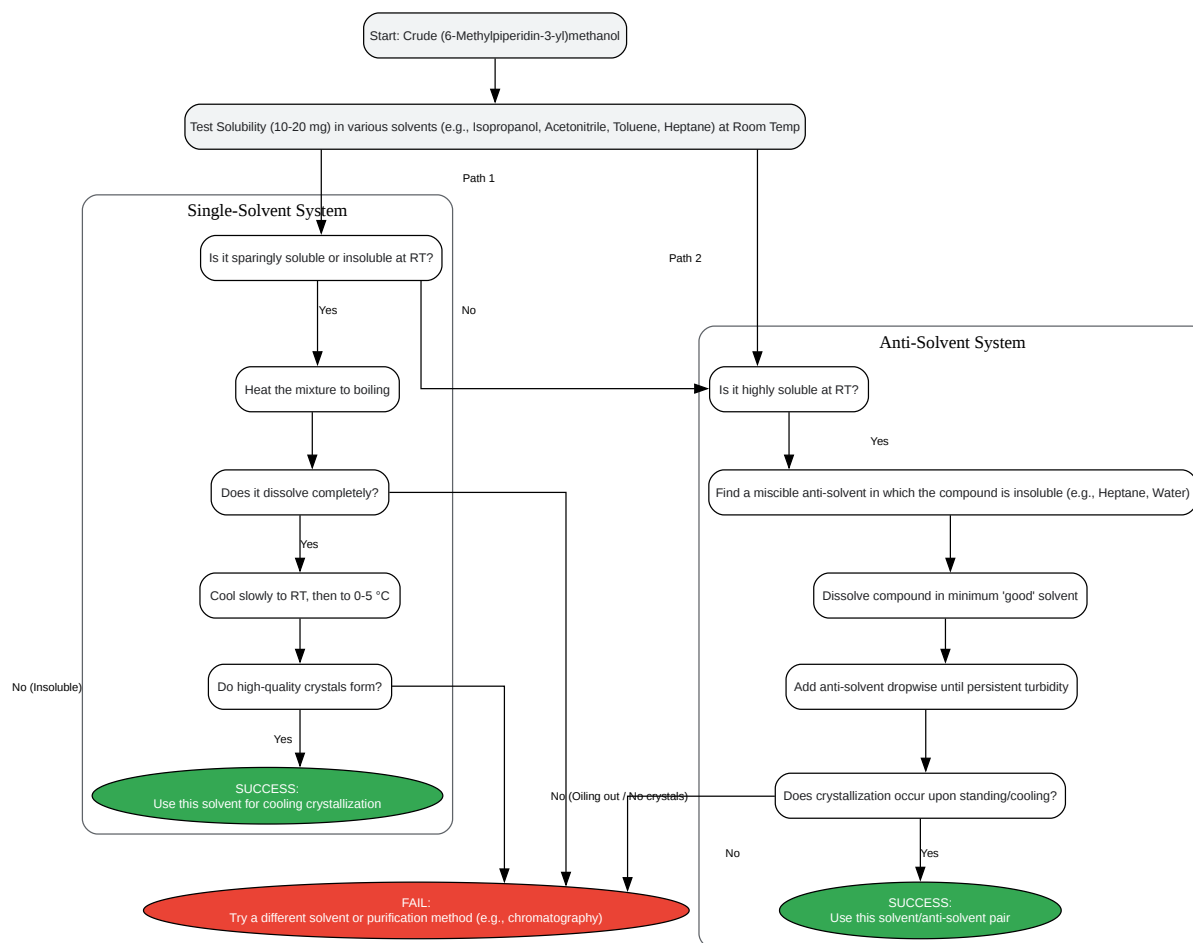 Start: Crude (6-Methylpiperidin-3-yl)methanol
Test Solubility (10-20 mg) in various solvents (e.g., Isopropanol, Acetonitrile, Toluene, Heptane) at Room Temp
Path 1
Single-Solvent System
Is it sparingly soluble or insoluble at RT?
Path 2
Yes
No
Anti-Solvent System
Heat the mixture to boiling
Is it highly soluble at RT?
Yes
Does it dissolve completely?
Find a miscible anti-solvent in which the compound is insoluble (e.g., Heptane, Water)
Yes
Cool slowly to RT, then to 0-5 °C
Dissolve compound in minimum 'good' solvent
No (Insoluble)
Do high-quality crystals form?
Add anti-solvent dropwise until persistent turbidity
Yes
SUCCESS:
Use this solvent for cooling crystallization
No (Oiling out / No crystals)
Does crystallization occur upon standing/cooling?
No
Yes
FAIL:
Try a different solvent or purification method (e.g., chromatography)
SUCCESS:
Use this solvent/anti-solvent pair